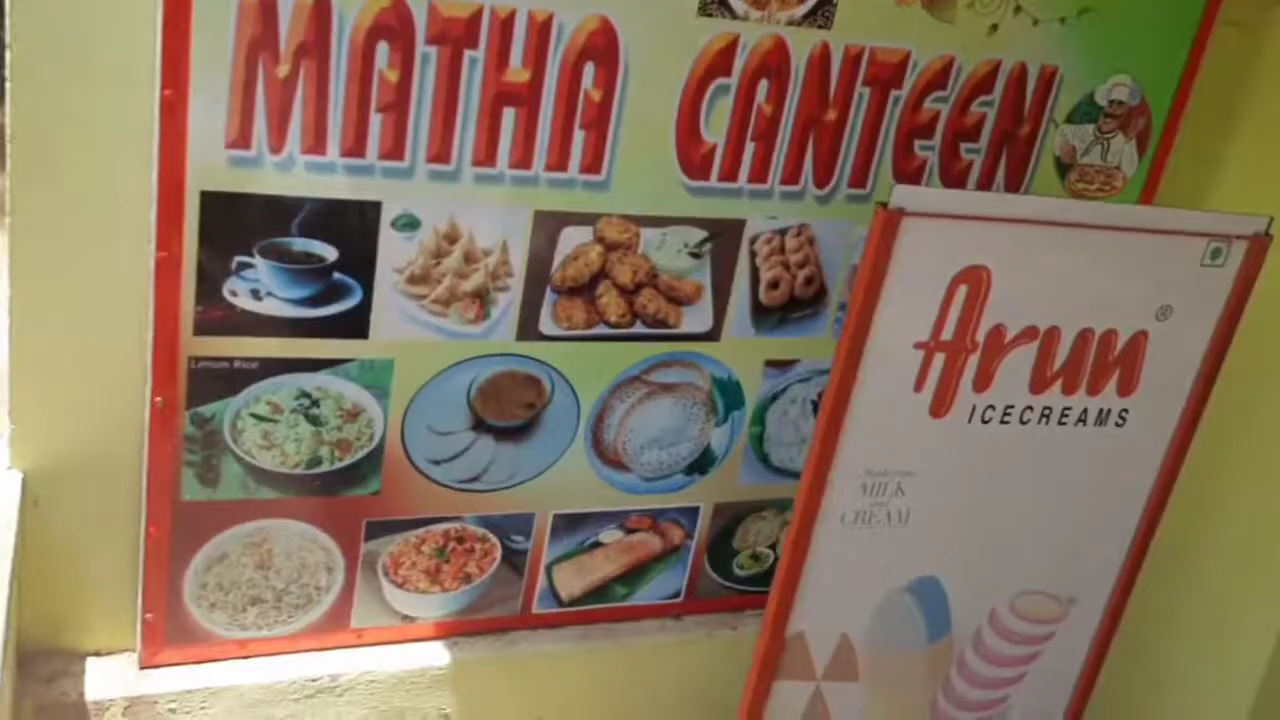 MATHA CANTEEN
Lemon Rice
Arun ®
ICECREAMS
MILK
CREAM